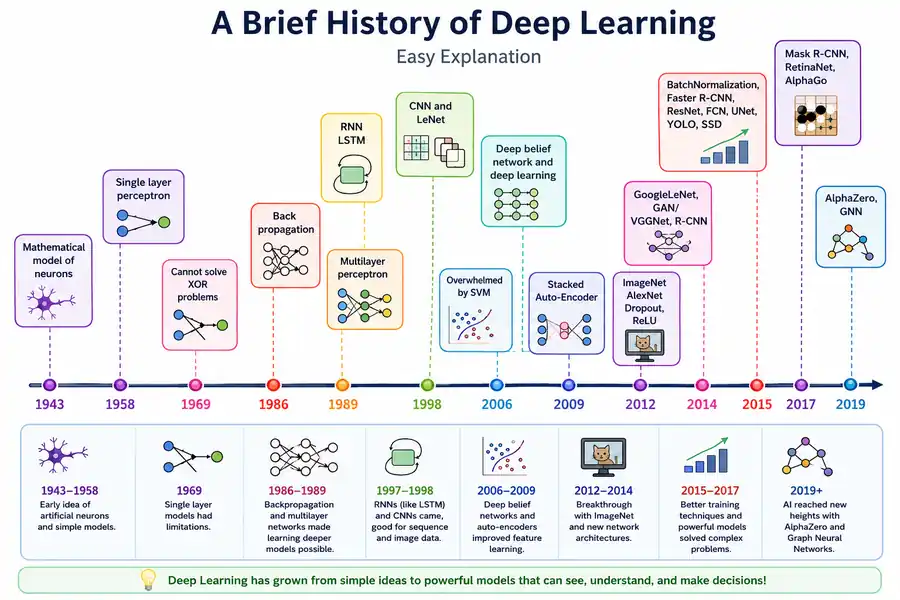 A Brief History of Deep Learning
Easy Explanation
Mathematical
model of
neurons
Single layer
perceptron
Cannot solve
XOR
problems
Back
propagation
RNN
LSTM
Multilayer
perceptron
CNN and
LeNet
Overwhelmed
by SVM
Deep belief
network and
deep learning
Stacked
Auto-Encoder
ImageNet
AlexNet
Dropout,
ReLU
GoogleLeNet,
GAN/
VGGNet, R-CNN
BatchNormalization,
Faster R-CNN,
ResNet, FCN, UNet,
YOLO, SSD
Mask R-CNN,
RetinaNet,
AlphaGo
AlphaZero,
GNN
1943
1958
1969
1986
1989
1998
2006
2009
2012
2014
2015
2017
2019
1943–1958
Early idea of
artificial neurons
and simple models.
1969
Single layer
models had
limitations.
1986–1989
Backpropagation
and multilayer
networks made
learning deeper
models possible.
1997–1998
RNNs (like LSTM)
and CNNs came,
good for sequence
and image data.
2006–2009
Deep belief
networks and
auto-encoders
improved feature
learning.
2012–2014
Breakthrough
with ImageNet
and new network
architectures.
2015–2017
Better training
techniques and
powerful models
solved complex
problems.
2019+
AI reached new
heights with
AlphaZero and
Graph Neural
Networks.
Deep Learning has grown from simple ideas to powerful models that can see, understand, and make decisions!